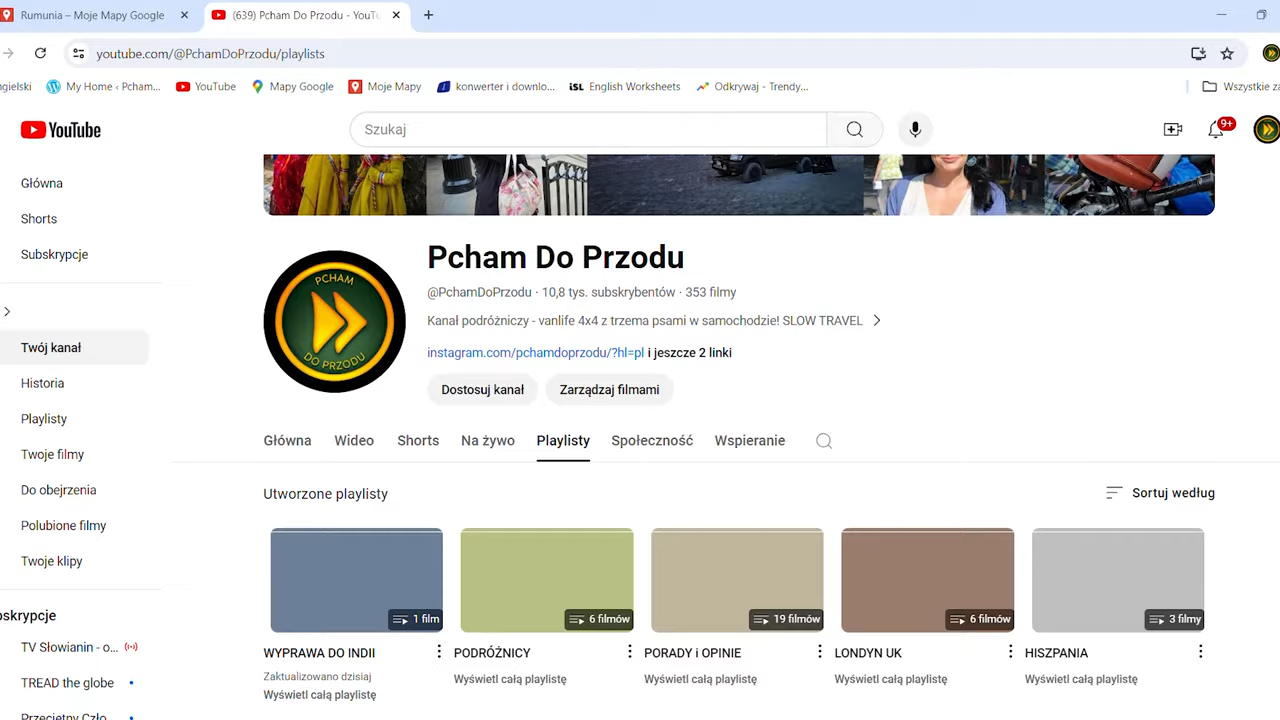 Rumunia – Moje Mapy Google
(639) Pcham Do Przodu - YouTu
youtube.com/@PchamDoPrzodu/playlists
ngielski
My Home ‹ Pcham...
YouTube
Mapy Google
Moje Mapy
konwerter i downlo...
iSL English Worksheets
Odkrywaj - Trendy...
Wszystkie za
YouTube
Szukaj
9+
Główna
Shorts
Subskrypcje
Twój kanał
Historia
Playlisty
Twoje filmy
Do obejrzenia
Polubione filmy
Twoje klipy
bskrypcje
TV Słowianin - o...
TREAD the globe
Przeciętny Czło
PCHAM
DO PRZODU
Pcham Do Przodu
@PchamDoPrzodu · 10,8 tys. subskrybentów · 353 filmy
Kanał podróżniczy - vanlife 4x4 z trzema psami w samochodzie! SLOW TRAVEL
instagram.com/pchamdoprzodu/?hl=pl i jeszcze 2 linki
Dostosuj kanał
Zarządzaj filmami
Główna Wideo Shorts Na żywo Playlisty Społeczność Wspieranie
Utworzone playlisty
Sortuj według
1 film
6 filmów
19 filmów
6 filmów
3 filmy
WYPRAWA DO INDII
Zaktualizowano dzisiaj
Wyświetl całą playlistę
PODRÓŻNICY
Wyświetl całą playlistę
PORADY i OPINIE
Wyświetl całą playlistę
LONDYN UK
Wyświetl całą playlistę
HISZPANIA
Wyświetl całą playlistę